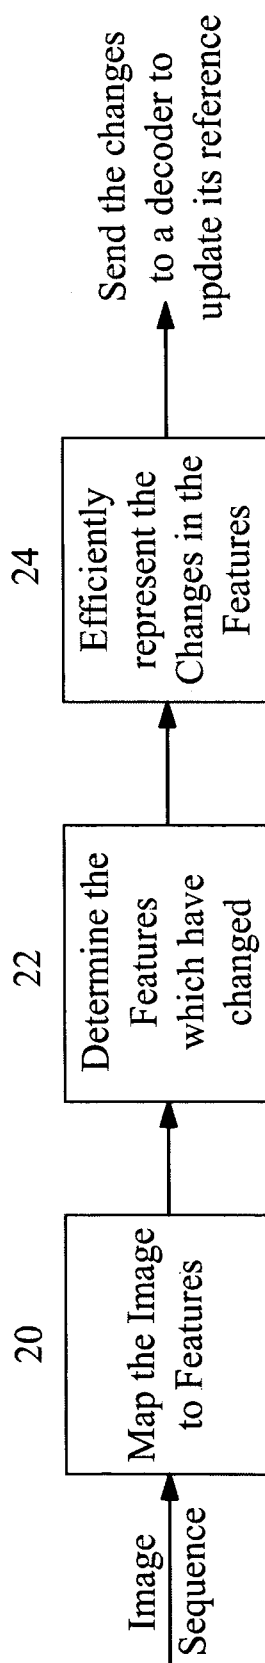 Image
Sequence
20
Map the Image
to Features
22
Determine the
Features
which have
changed
24
Efficiently
represent the
Changes in the
Features
Send the changes
to a decoder to
update its reference